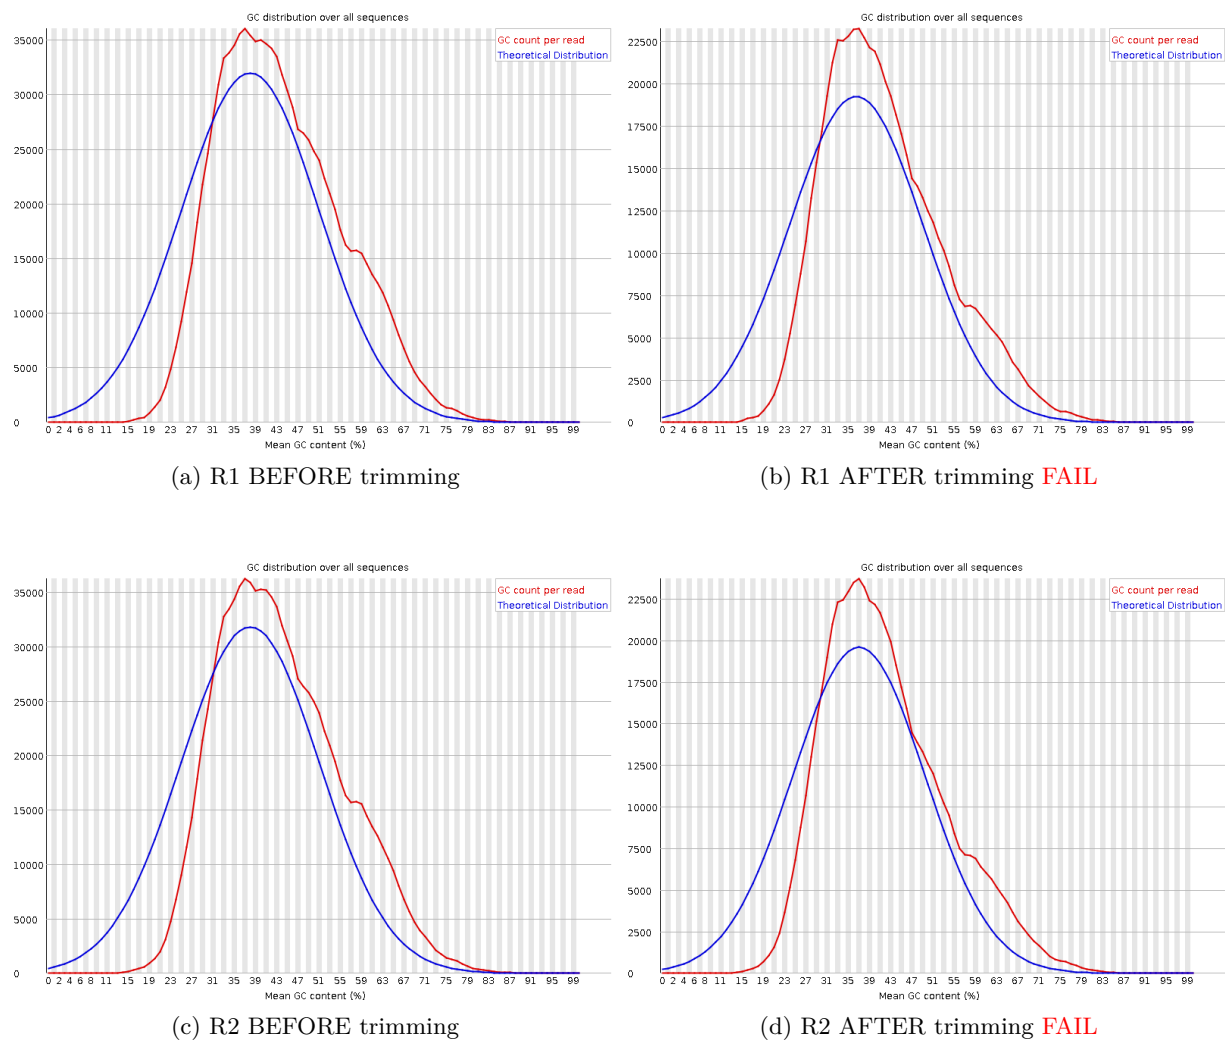 GC distribution over all sequences
GC count per read
Theoretical Distribution
35000
30000
25000
20000
15000
10000
5000
0
0 2 4 6 8 11 15 19 23 27 31 35 39 43 47 51 55 59 63 67 71 75 79 83 87 91 95 99
Mean GC content (%)
(a) R1 BEFORE trimming
GC distribution over all sequences
GC count per read
Theoretical Distribution
22500
20000
17500
15000
12500
10000
7500
5000
2500
0
0 2 4 6 8 11 15 19 23 27 31 35 39 43 47 51 55 59 63 67 71 75 79 83 87 91 95 99
Mean GC content (%)
(b) R1 AFTER trimming FAIL
GC distribution over all sequences
GC count per read
Theoretical Distribution
35000
30000
25000
20000
15000
10000
5000
0
0 2 4 6 8 11 15 19 23 27 31 35 39 43 47 51 55 59 63 67 71 75 79 83 87 91 95 99
Mean GC content (%)
(c) R2 BEFORE trimming
GC distribution over all sequences
GC count per read
Theoretical Distribution
22500
20000
17500
15000
12500
10000
7500
5000
2500
0
0 2 4 6 8 11 15 19 23 27 31 35 39 43 47 51 55 59 63 67 71 75 79 83 87 91 95 99
Mean GC content (%)
(d) R2 AFTER trimming FAIL